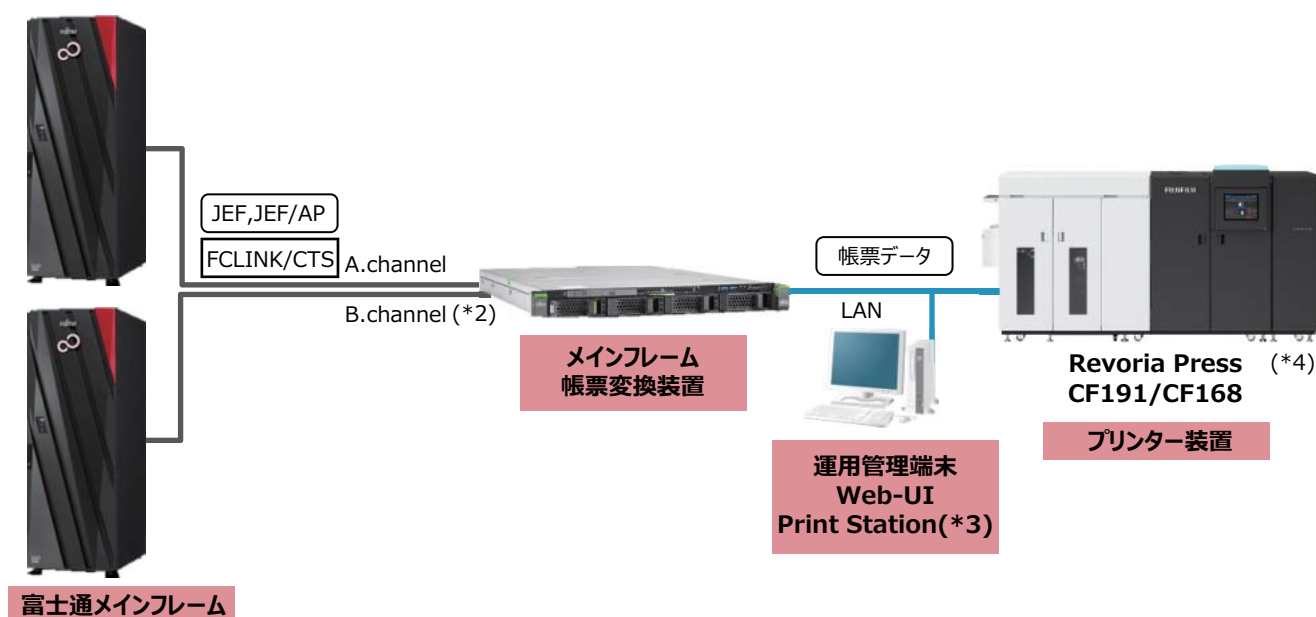 FUJITSU
JEF,JEF/AP
FCLINK/CTS
A.channel
B.channel (*2)
FUJITSU
富士通メインフレーム
メインフレーム
帳票変換装置
帳票データ
LAN
運用管理端末
Web-UI
Print Station(*3)
FUJIFILM
Revoria Press (*4)
CF191/CF168
プリンター装置